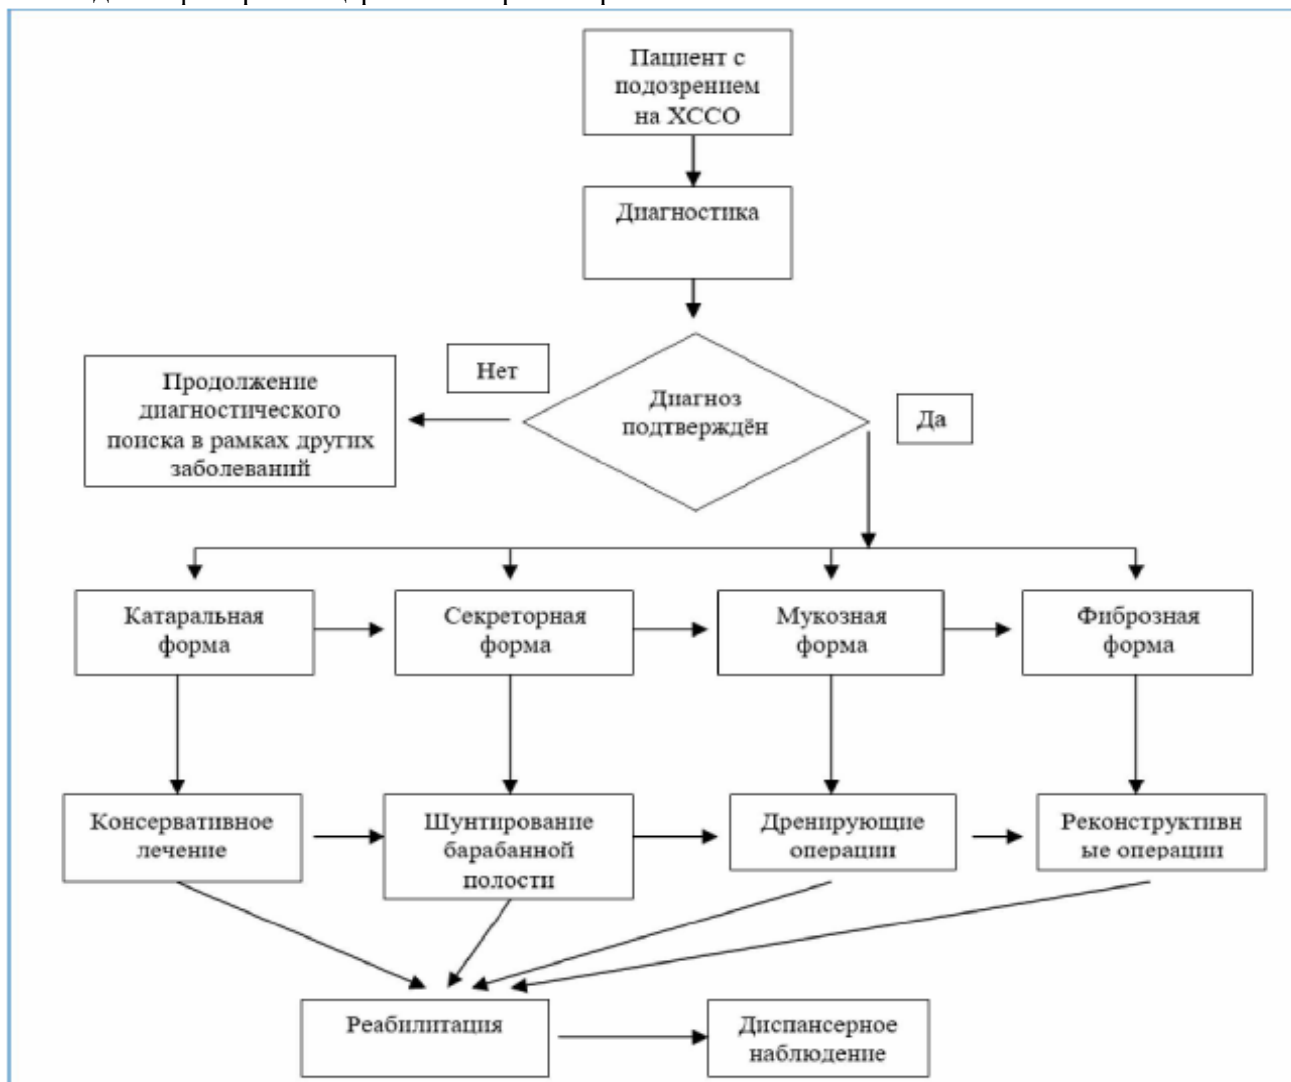 Пациент с
подозрением
на ХССО
Диагностика
Нет
Продолжение
диагностического
поиска в рамках других
заболеваний
Диагноз
подтверждён
Да
Катаральная
форма
Секреторная
форма
Мукозная
форма
Фиброзная
форма
Консервативное
лечение
Шунтирование
барабанной
полости
Дренирующие
операции
Реконструктивн
ые операции
Реабилитация
Диспансерное
наблюдение